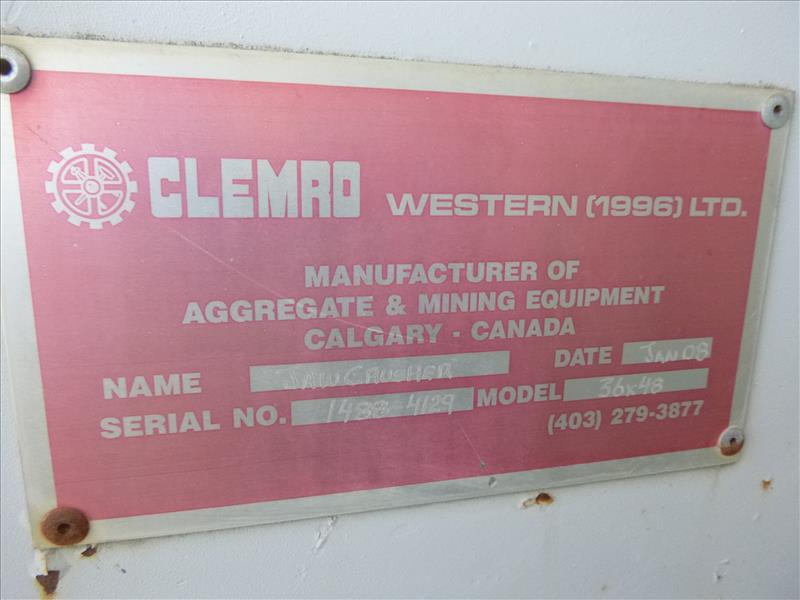 CLEMRO WESTERN (1996) LTD.
MANUFACTURER OF
AGGREGATE & MINING EQUIPMENT
CALGARY - CANADA
NAME JAW CRUSHER DATE JAN 08
SERIAL NO. 1488-4129 MODEL 36x48
(403) 279-3877